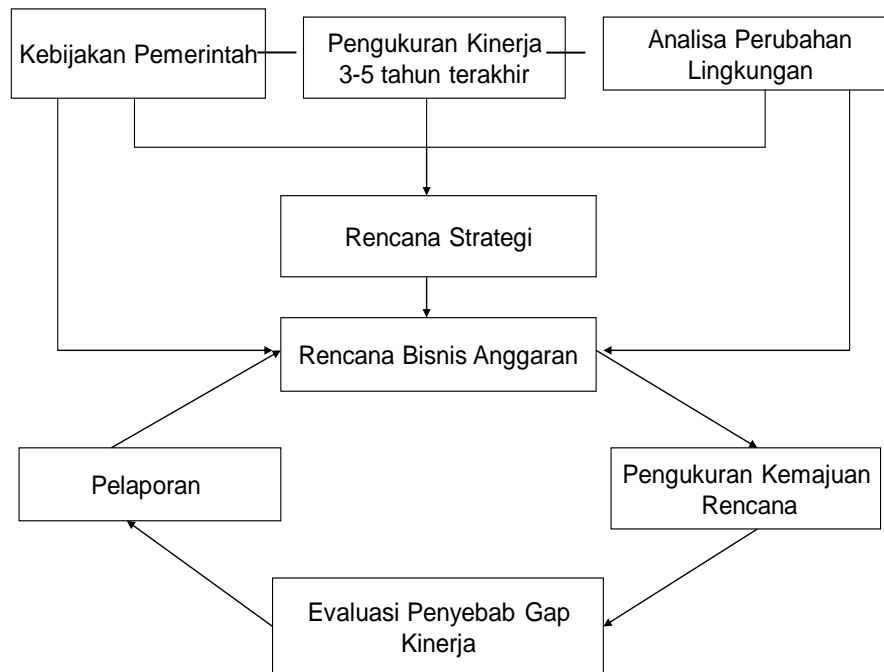 Kebijakan Pemerintah
Pengukuran Kinerja
3-5 tahun terakhir
Analisa Perubahan
Lingkungan
Rencana Strategi
Rencana Bisnis Anggaran
Pelaporan
Pengukuran Kemajuan
Rencana
Evaluasi Penyebab Gap
Kinerja